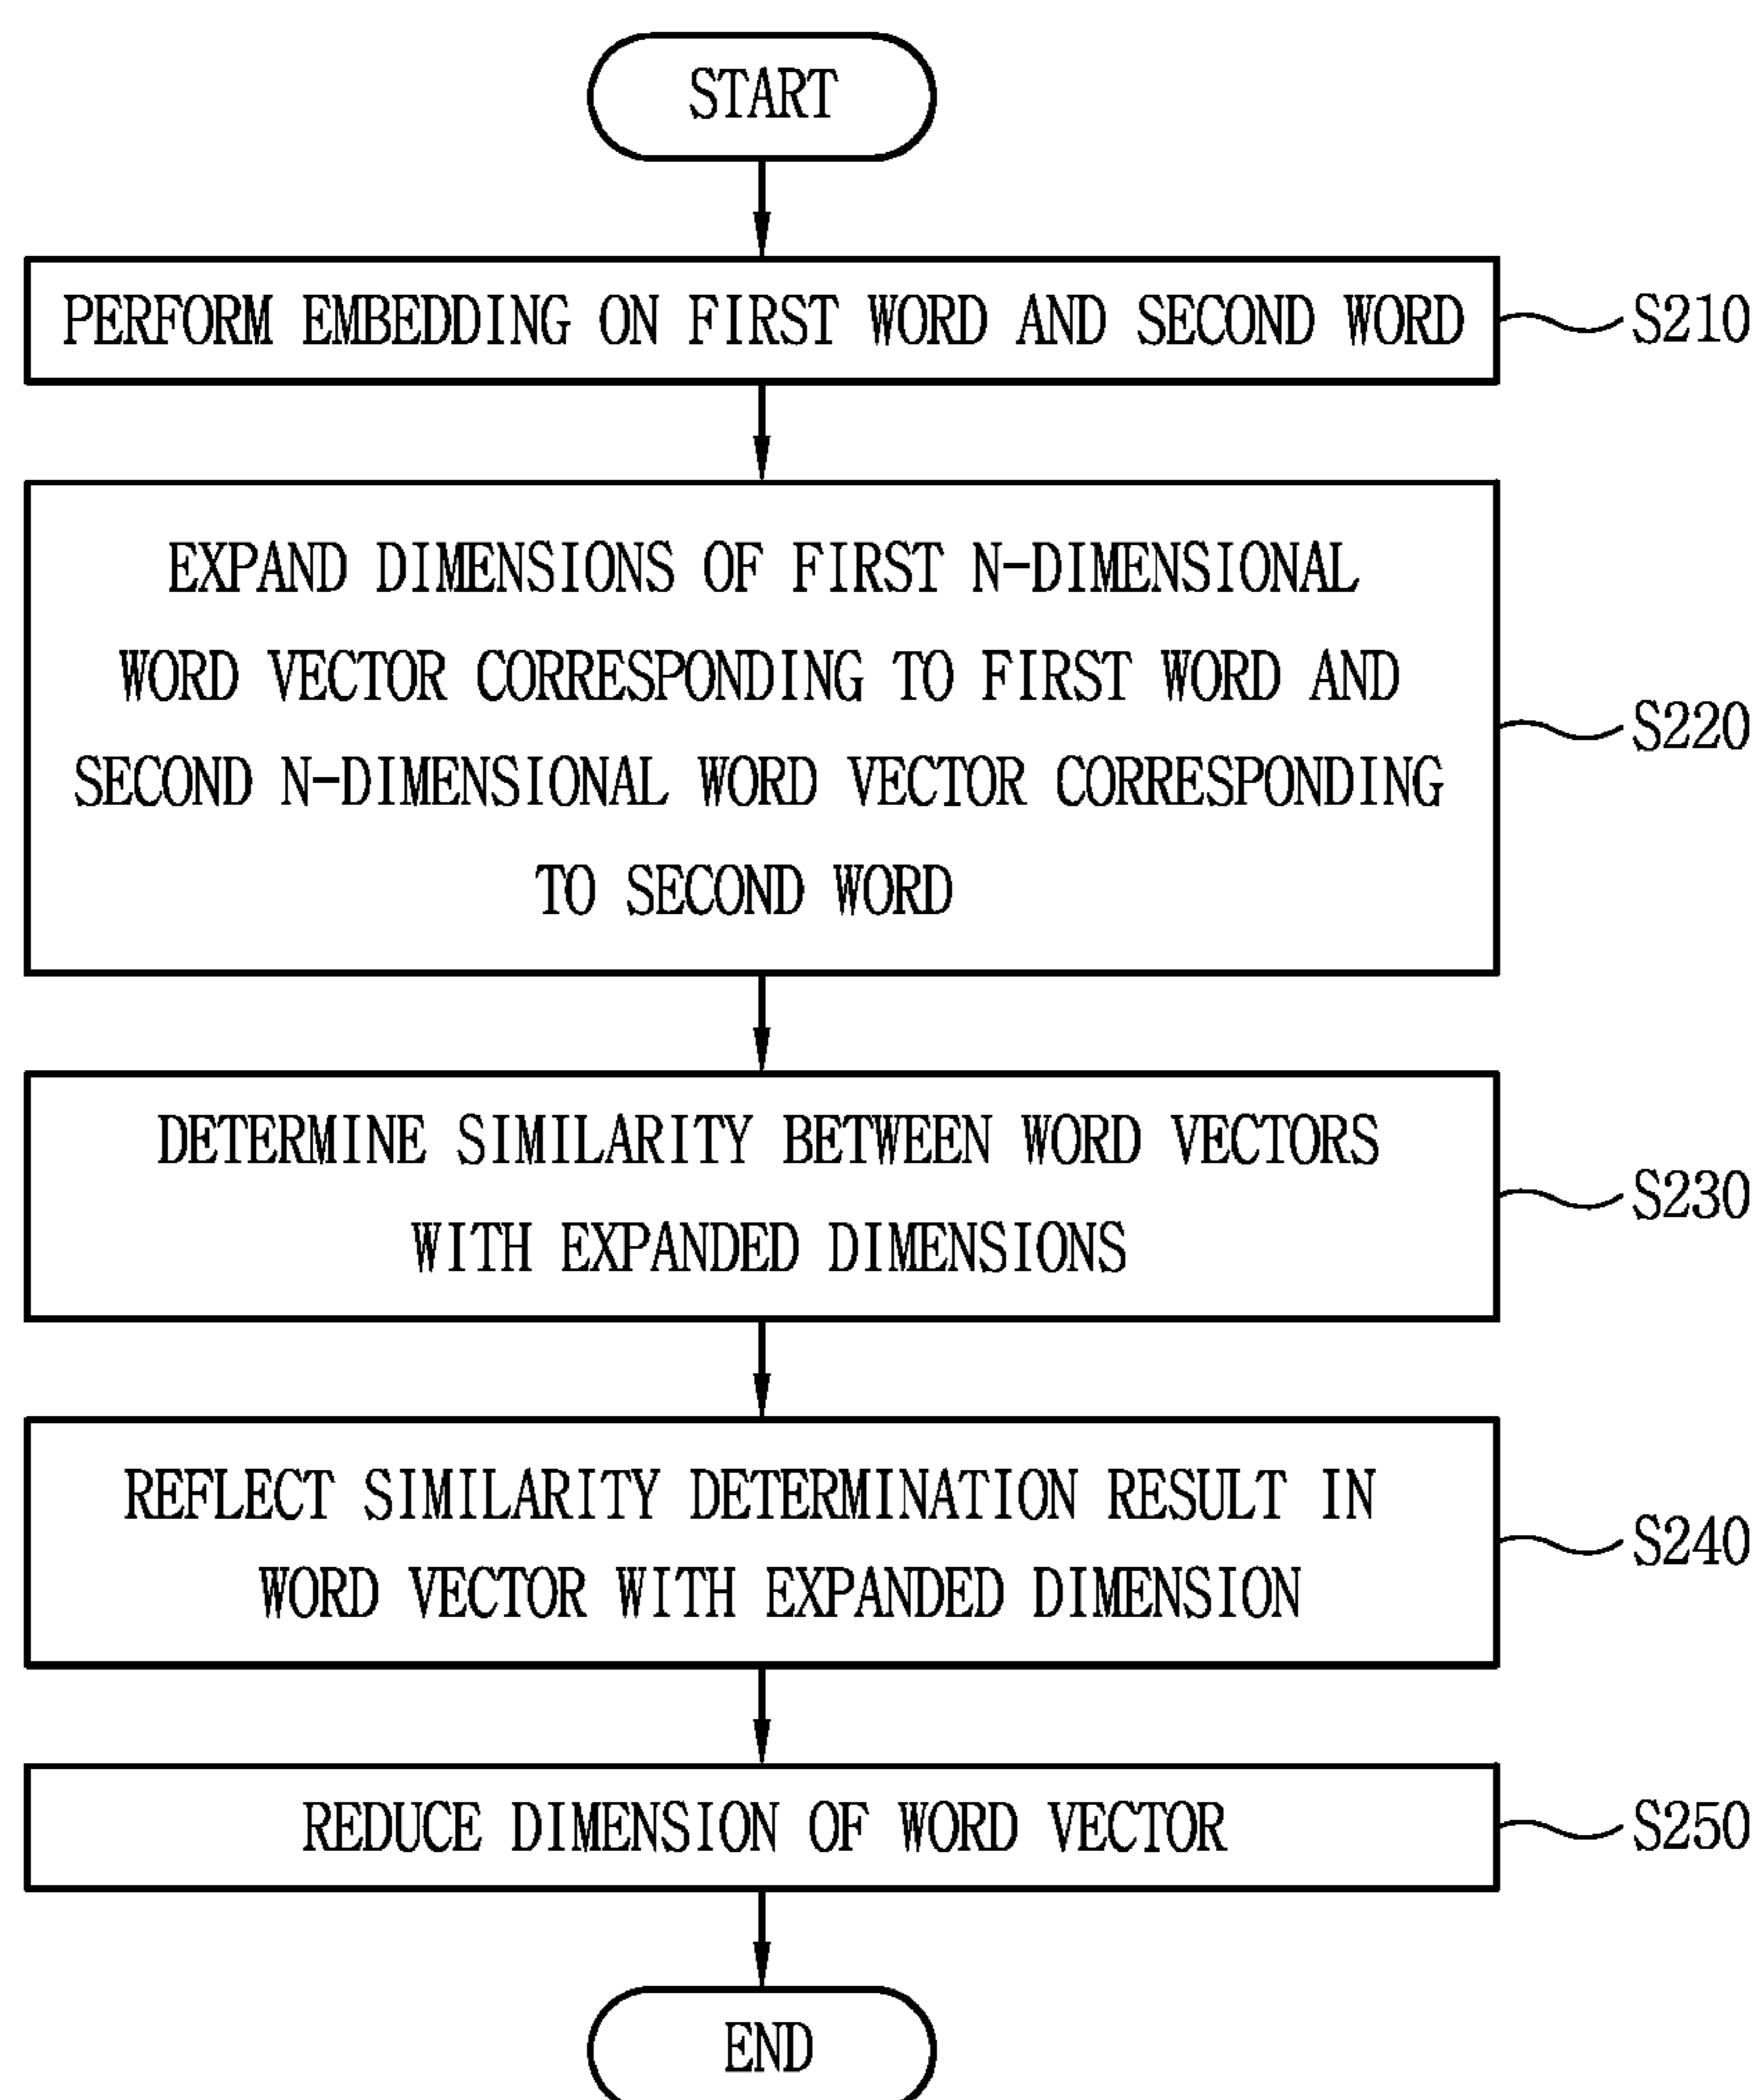 START
PERFORM EMBEDDING ON FIRST WORD AND SECOND WORD
S210
EXPAND DIMENSIONS OF FIRST N-DIMENSIONAL
WORD VECTOR CORRESPONDING TO FIRST WORD AND
SECOND N-DIMENSIONAL WORD VECTOR CORRESPONDING
TO SECOND WORD
S220
DETERMINE SIMILARITY BETWEEN WORD VECTORS
WITH EXPANDED DIMENSIONS
S230
REFLECT SIMILARITY DETERMINATION RESULT IN
WORD VECTOR WITH EXPANDED DIMENSION
S240
REDUCE DIMENSION OF WORD VECTOR
S250
END